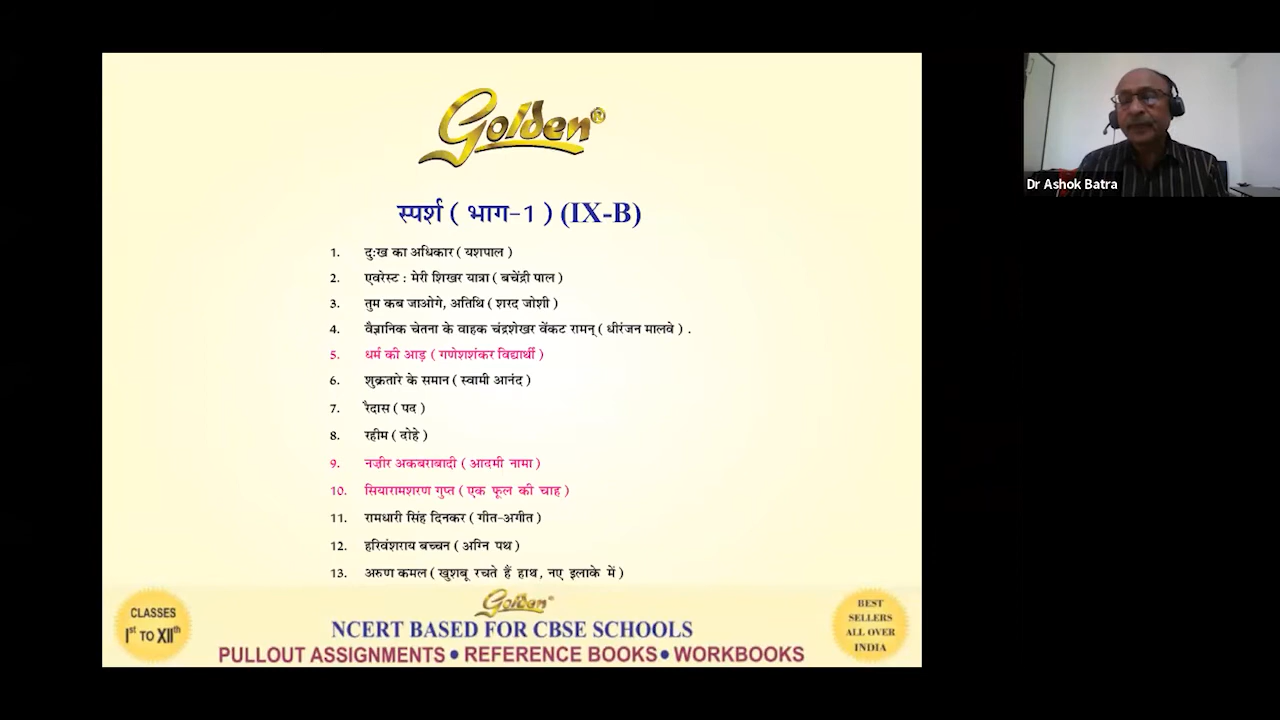 Golden®
स्पर्श ( भाग-1 ) (IX-B)
1. दुःख का अधिकार ( यशपाल )
2. एवरेस्ट : मेरी शिखर यात्रा ( बचेंद्री पाल )
3. तुम कब जाओगे, अतिथि ( शरद जोशी )
4. वैज्ञानिक चेतना के वाहक चंद्रशेखर वेंकट रामन् ( धीरंजन मालवे ) .
5. धर्म की आड़ ( गणेशशंकर विद्यार्थी )
6. शुक्रतारे के समान ( स्वामी आनंद )
7. रैदास ( पद )
8. रहीम ( दोहे )
9. नज़ीर अकबराबादी ( आदमी नामा )
10. सियारामशरण गुप्त ( एक फूल की चाह )
11. रामधारी सिंह दिनकर ( गीत-अगीत )
12. हरिवंशराय बच्चन ( अग्नि पथ )
13. अरुण कमल ( खुशबू रचते हैं हाथ, नए इलाके में )
CLASSES
Ist TO XIIth
Golden®
NCERT BASED FOR CBSE SCHOOLS
PULLOUT ASSIGNMENTS • REFERENCE BOOKS • WORKBOOKS
BEST
SELLERS
ALL OVER
INDIA
Dr Ashok Batra